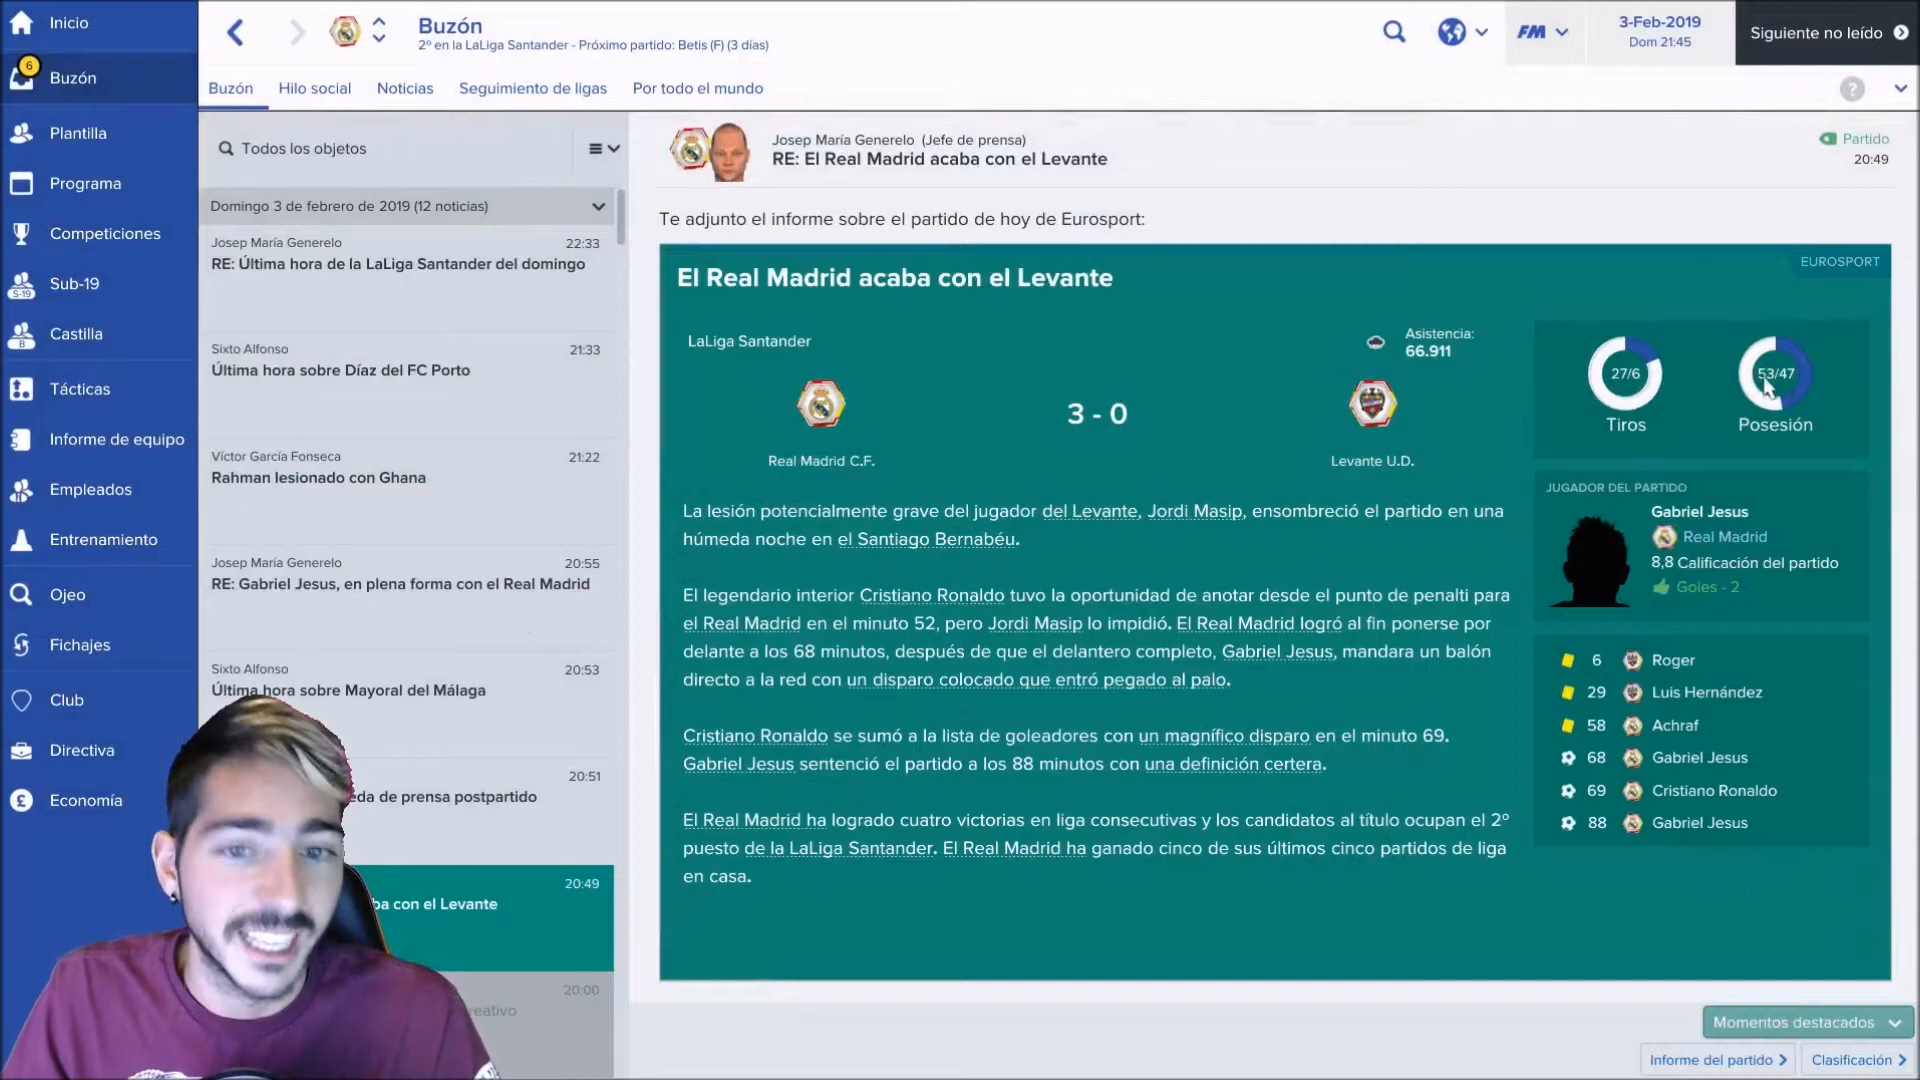 Inicio
6
Buzón
Plantilla
Programa
Competiciones
S-19
Sub-19
B
Castilla
Tácticas
Informe de equipo
Empleados
Entrenamiento
Ojeo
Fichajes
Club
Directiva
Economía
Buzón
2º en la LaLiga Santander - Próximo partido: Betis (F) (3 días)
FM
3-Feb-2019
Dom 21:45
Siguiente no leído
Buzón
Hilo social
Noticias
Seguimiento de ligas
Por todo el mundo
?
Todos los objetos
Domingo 3 de febrero de 2019 (12 noticias)
Josep María Generelo 22:33
RE: Última hora de la LaLiga Santander del domingo
Sixto Alfonso 21:33
Última hora sobre Díaz del FC Porto
Víctor García Fonseca 21:22
Rahman lesionado con Ghana
Josep María Generelo 20:55
RE: Gabriel Jesus, en plena forma con el Real Madrid
Sixto Alfonso 20:53
Última hora sobre Mayoral del Málaga
20:51
eda de prensa postpartido
20:49
ba con el Levante
20:00
reativo
Josep María Generelo (Jefe de prensa)
RE: El Real Madrid acaba con el Levante
Partido
20:49
Te adjunto el informe sobre el partido de hoy de Eurosport:
EUROSPORT
El Real Madrid acaba con el Levante
LaLiga Santander
Asistencia:
66.911
3 - 0
Real Madrid C.F.
Levante U.D.
27/6
53/47
Tiros
Posesión
La lesión potencialmente grave del jugador del Levante, Jordi Masip, ensombreció el partido en una
húmeda noche en el Santiago Bernabéu.
El legendario interior Cristiano Ronaldo tuvo la oportunidad de anotar desde el punto de penalti para
el Real Madrid en el minuto 52, pero Jordi Masip lo impidió. El Real Madrid logró al fin ponerse por
delante a los 68 minutos, después de que el delantero completo, Gabriel Jesus, mandara un balón
directo a la red con un disparo colocado que entró pegado al palo.
Cristiano Ronaldo se sumó a la lista de goleadores con un magnífico disparo en el minuto 69.
Gabriel Jesus sentenció el partido a los 88 minutos con una definición certera.
El Real Madrid ha logrado cuatro victorias en liga consecutivas y los candidatos al título ocupan el 2º
puesto de la LaLiga Santander. El Real Madrid ha ganado cinco de sus últimos cinco partidos de liga
en casa.
JUGADOR DEL PARTIDO
Gabriel Jesus
Real Madrid
8,8 Calificación del partido
Goles - 2
6 Roger
29 Luis Hernández
58 Achraf
68 Gabriel Jesus
69 Cristiano Ronaldo
88 Gabriel Jesus
Momentos destacados
Informe del partido
Clasificación